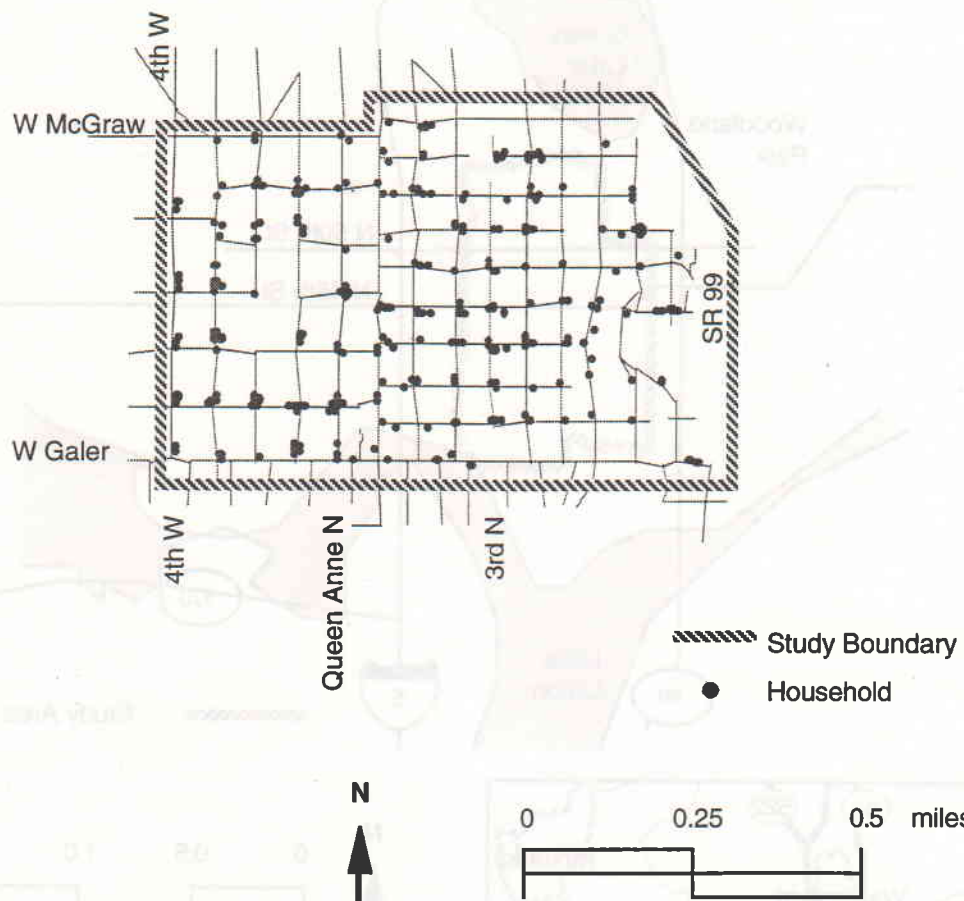 4th W
W McGraw
SR 99
W Galer
4th W
Queen Anne N
3rd N
Study Boundary
Household
N
0 0.25 0.5 miles